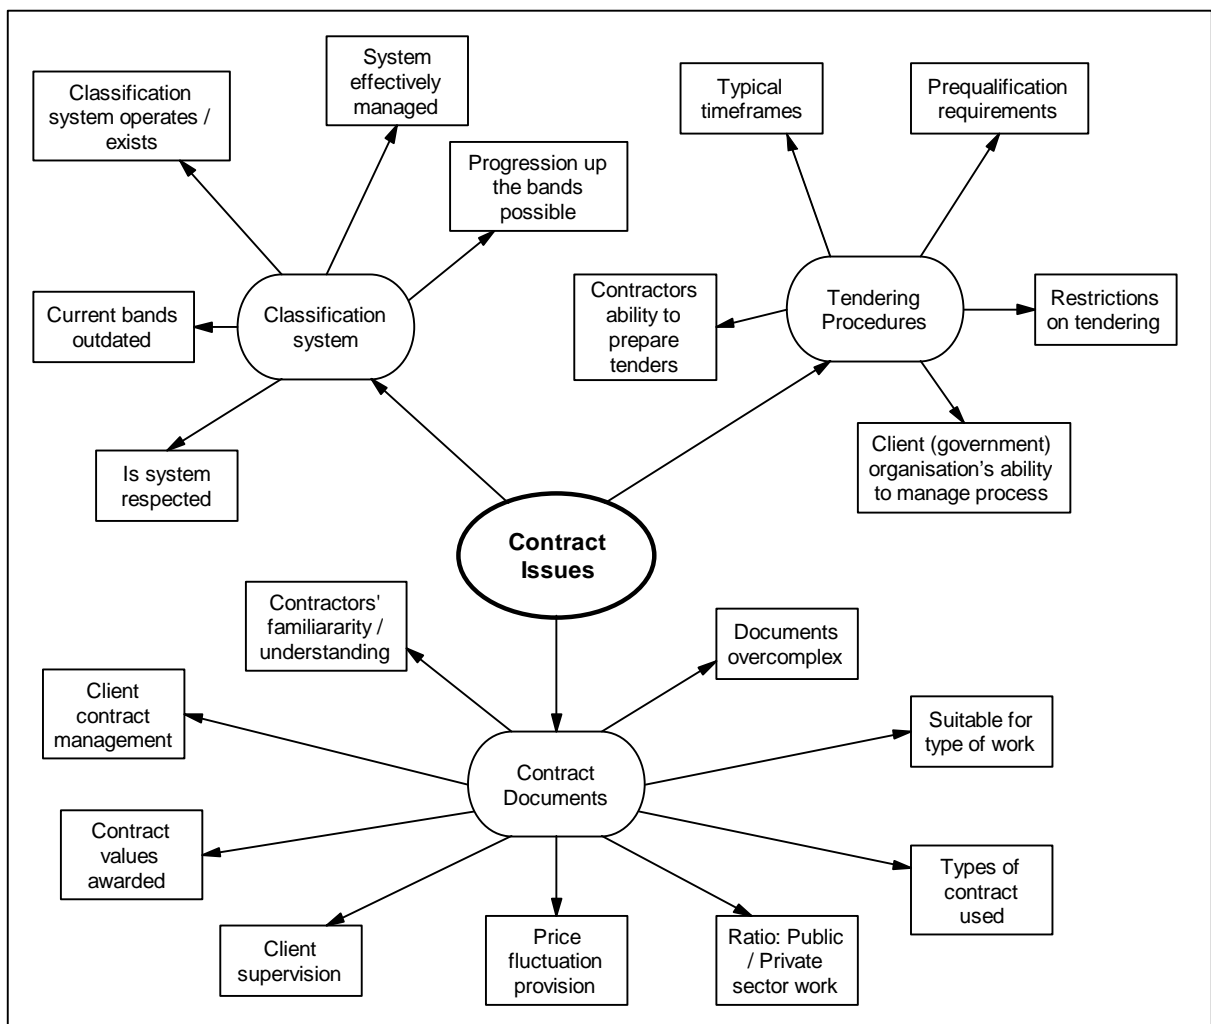 System
effectively
managed
Classification
system operates /
exists
Typical
timeframes
Prequalification
requirements
Progression up
the bands
possible
Current bands
outdated
Classification
system
Contractors
ability to
prepare
tenders
Tendering
Procedures
Restrictions
on tendering
Is system
respected
Client (government)
organisation's ability
to manage process
Contract
Issues
Contractors'
familiararity /
understanding
Documents
overcomplex
Client
contract
management
Suitable for
type of work
Contract
Documents
Contract
values
awarded
Types of
contract
used
Client
supervision
Price
fluctuation
provision
Ratio: Public
/ Private
sector work